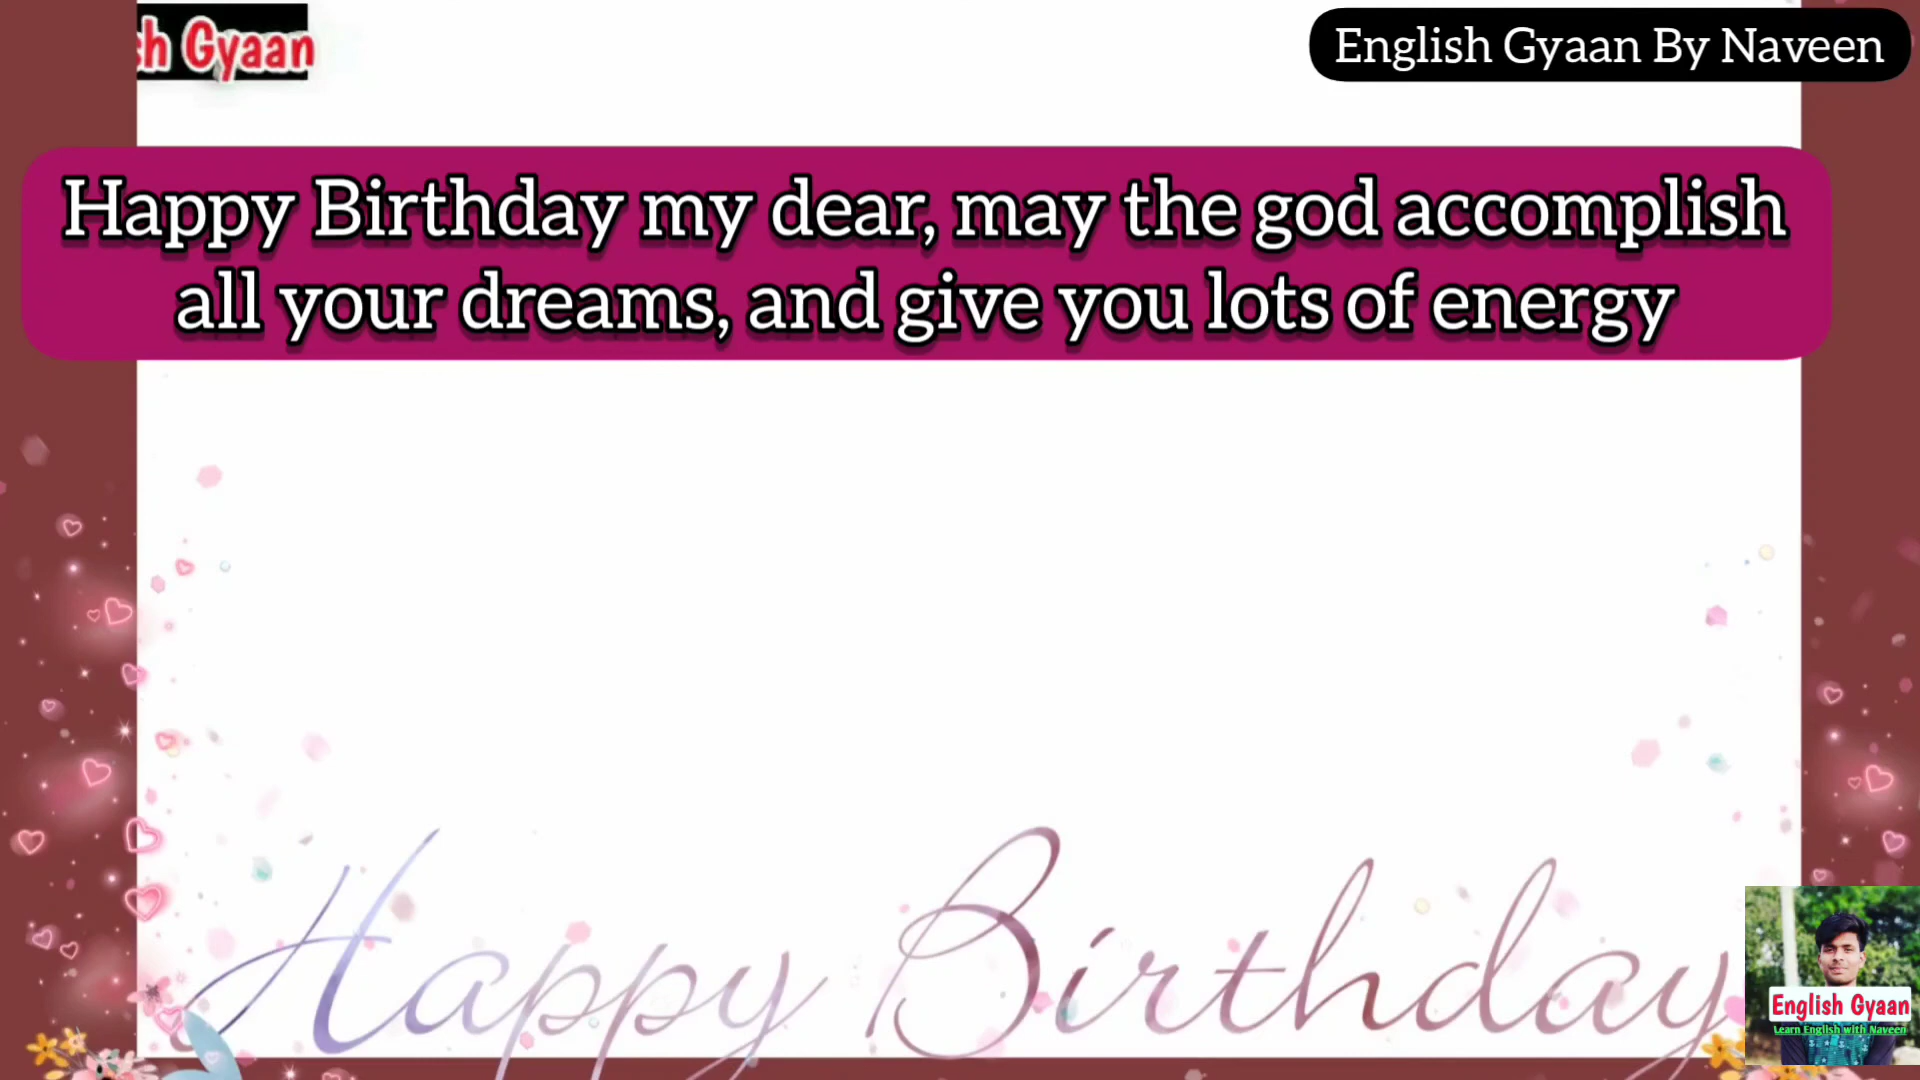 sh Gyaan
English Gyaan By Naveen
Happy Birthday my dear, may the god accomplish
all your dreams, and give you lots of energy
Happy Birthday
English Gyaan
Learn English with Naveen